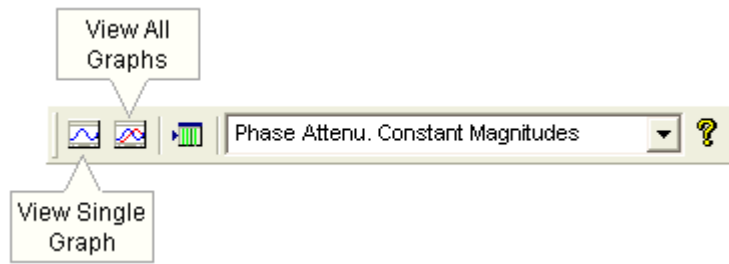 View All
Graphs
Phase Attenu. Constant Magnitudes
?
View Single
Graph